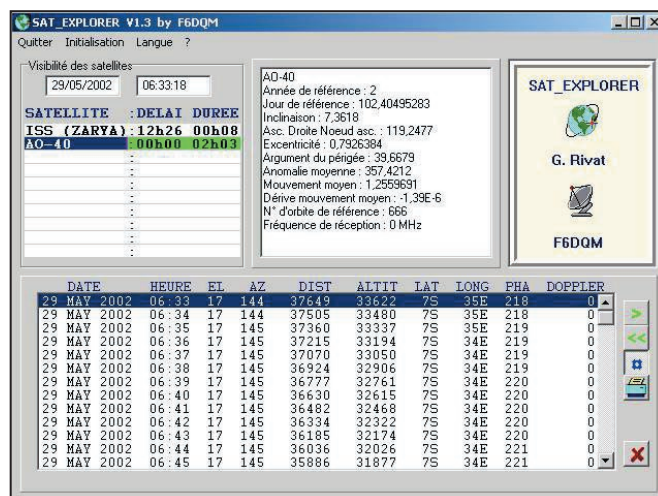 SAT_EXPLORER V1.3 by F6DQM
Quitter Initialisation Langue ?
Visibilité des satellites
29/05/2002 06:33:18
SATELLITE :DELAI DUREE
ISS (ZARYA):12h26 00h08
AO-40 :00h00 02h03
:
:
:
:
:
:
:
:
AO-40
Année de référence : 2
Jour de référence : 102,40495283
Inclinaison : 7,3618
Asc. Droite Noeud asc. : 119,2477
Excentricité : 0,7926384
Argument du périgée : 39,6679
Anomalie moyenne : 357,4212
Mouvement moyen : 1,2559691
Dérive mouvement moyen : -1,39E-6
N° d'orbite de référence : 666
Fréquence de réception : 0 MHz
SAT_EXPLORER
G. Rivat
F6DQM
DATE HEURE EL AZ DIST ALTIT LAT LONG PHA DOPPLER
29 MAY 2002 06:33 17 144 37649 33622 7S 35E 218 0
29 MAY 2002 06:34 17 144 37505 33480 7S 35E 218 0
29 MAY 2002 06:35 17 145 37360 33337 7S 35E 219 0
29 MAY 2002 06:36 17 145 37215 33194 7S 34E 219 0
29 MAY 2002 06:37 17 145 37070 33050 7S 34E 219 0
29 MAY 2002 06:38 17 145 36924 32906 7S 34E 219 0
29 MAY 2002 06:39 17 145 36777 32761 7S 34E 220 0
29 MAY 2002 06:40 17 145 36630 32615 7S 34E 220 0
29 MAY 2002 06:41 17 145 36482 32468 7S 34E 220 0
29 MAY 2002 06:42 17 145 36334 32322 7S 34E 220 0
29 MAY 2002 06:43 17 145 36185 32174 7S 34E 220 0
29 MAY 2002 06:44 17 145 36036 32026 7S 34E 221 0
29 MAY 2002 06:45 17 145 35886 31877 7S 34E 221 0
>